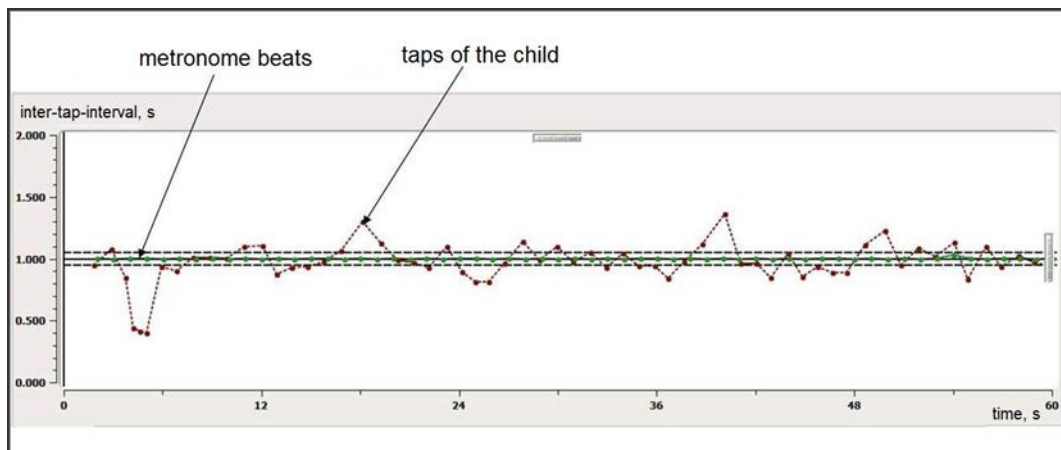 metronome beats
taps of the child
inter-tap-interval, s
2.000
1.500
1.000
0.500
0.000
0 12 24 36 48 60
time, s